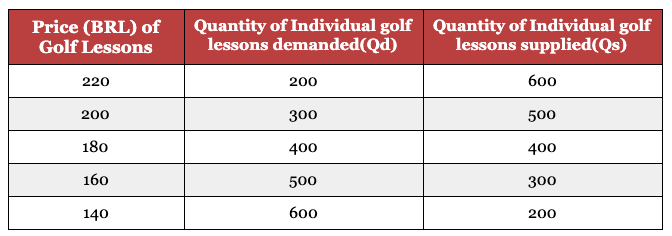 Price (BRL) of Golf Lessons Quantity of Individual golf lessons demanded(Qd) Quantity of Individual golf lessons supplied(Qs)
220 200 600
200 300 500
180 400 400
160 500 300
140 600 200